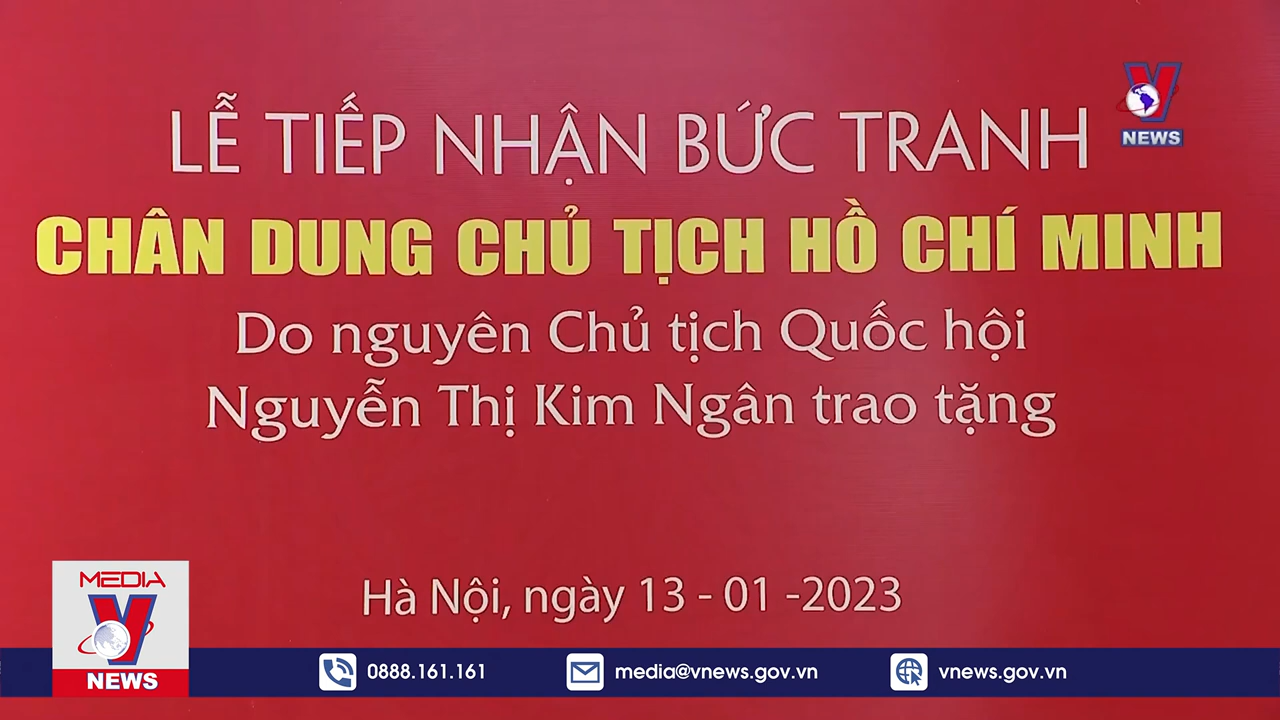 V
NEWS
LỄ TIẾP NHẬN BỨC TRANH
CHÂN DUNG CHỦ TỊCH HỒ CHÍ MINH
Do nguyên Chủ tịch Quốc hội
Nguyễn Thị Kim Ngân trao tặng
Hà Nội, ngày 13 - 01 -2023
MEDIA
V
NEWS
0888.161.161
media@vnews.gov.vn
vnews.gov.vn